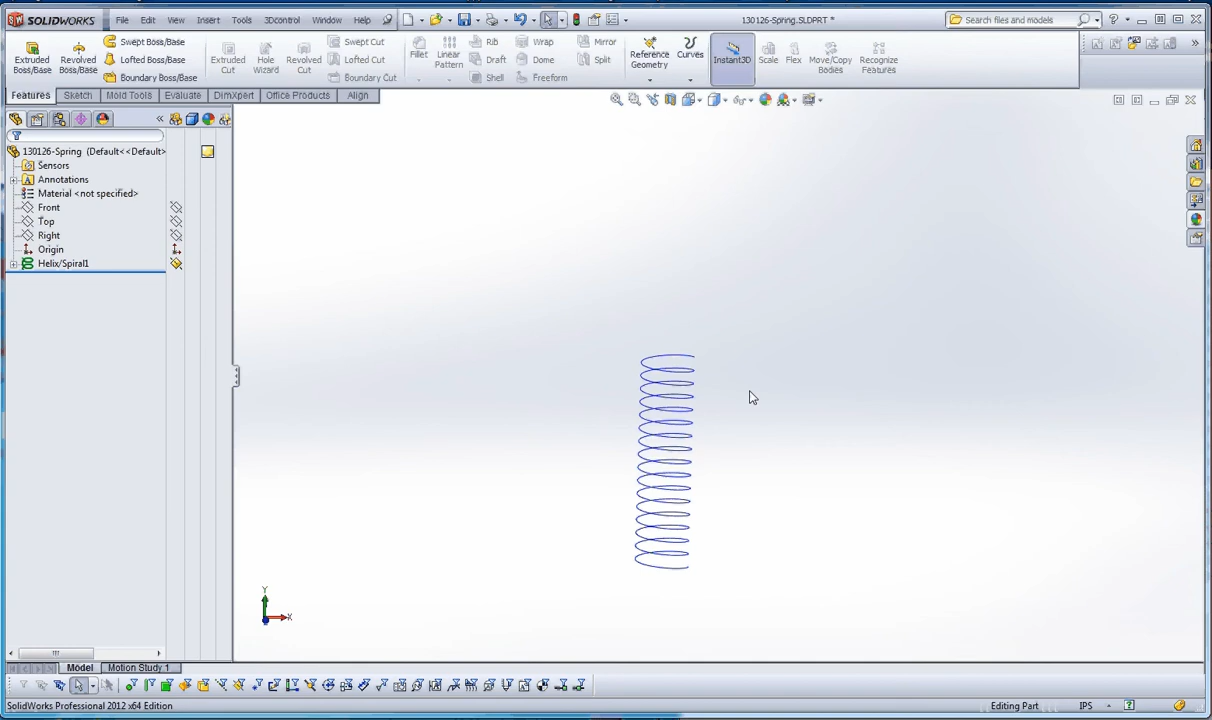 SOLIDWORKS File Edit View Insert Tools 3Dcontrol Window Help 130126-Spring.SLDPRT * Search files and models
Extruded Boss/Base
Revolved Boss/Base
Swept Boss/Base
Lofted Boss/Base
Boundary Boss/Base
Extruded Cut
Hole Wizard
Revolved Cut
Swept Cut
Lofted Cut
Boundary Cut
Fillet
Linear Pattern
Rib
Draft
Shell
Wrap
Dome
Freeform
Mirror
Split
Reference Geometry
Curves
Instant3D
Scale
Flex
Move/Copy Bodies
Recognize Features
Features Sketch Mold Tools Evaluate DimXpert Office Products Align
130126-Spring (Default<<Default>
Sensors
Annotations
Material <not specified>
Front
Top
Right
Origin
Helix/Spiral1
Y
X
Model Motion Study 1
SolidWorks Professional 2012 x64 Edition Editing Part IPS